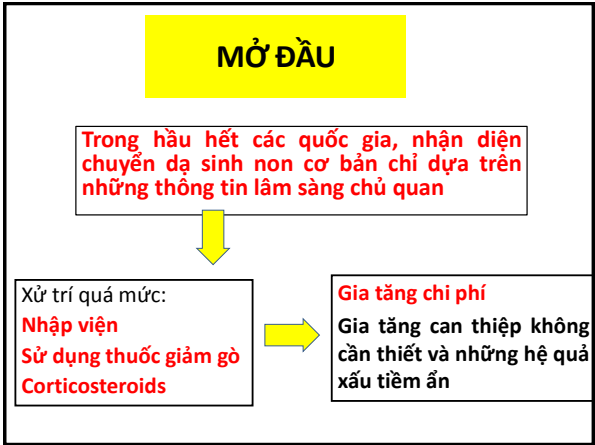 MỞ ĐẦU
Trong hầu hết các quốc gia, nhận diện
chuyển dạ sinh non cơ bản chỉ dựa trên
những thông tin lâm sàng chủ quan
Xử trí quá mức:
Nhập viện
Sử dụng thuốc giảm gò
Corticosteroids
Gia tăng chi phí
Gia tăng can thiệp không
cần thiết và những hệ quả
xấu tiềm ẩn